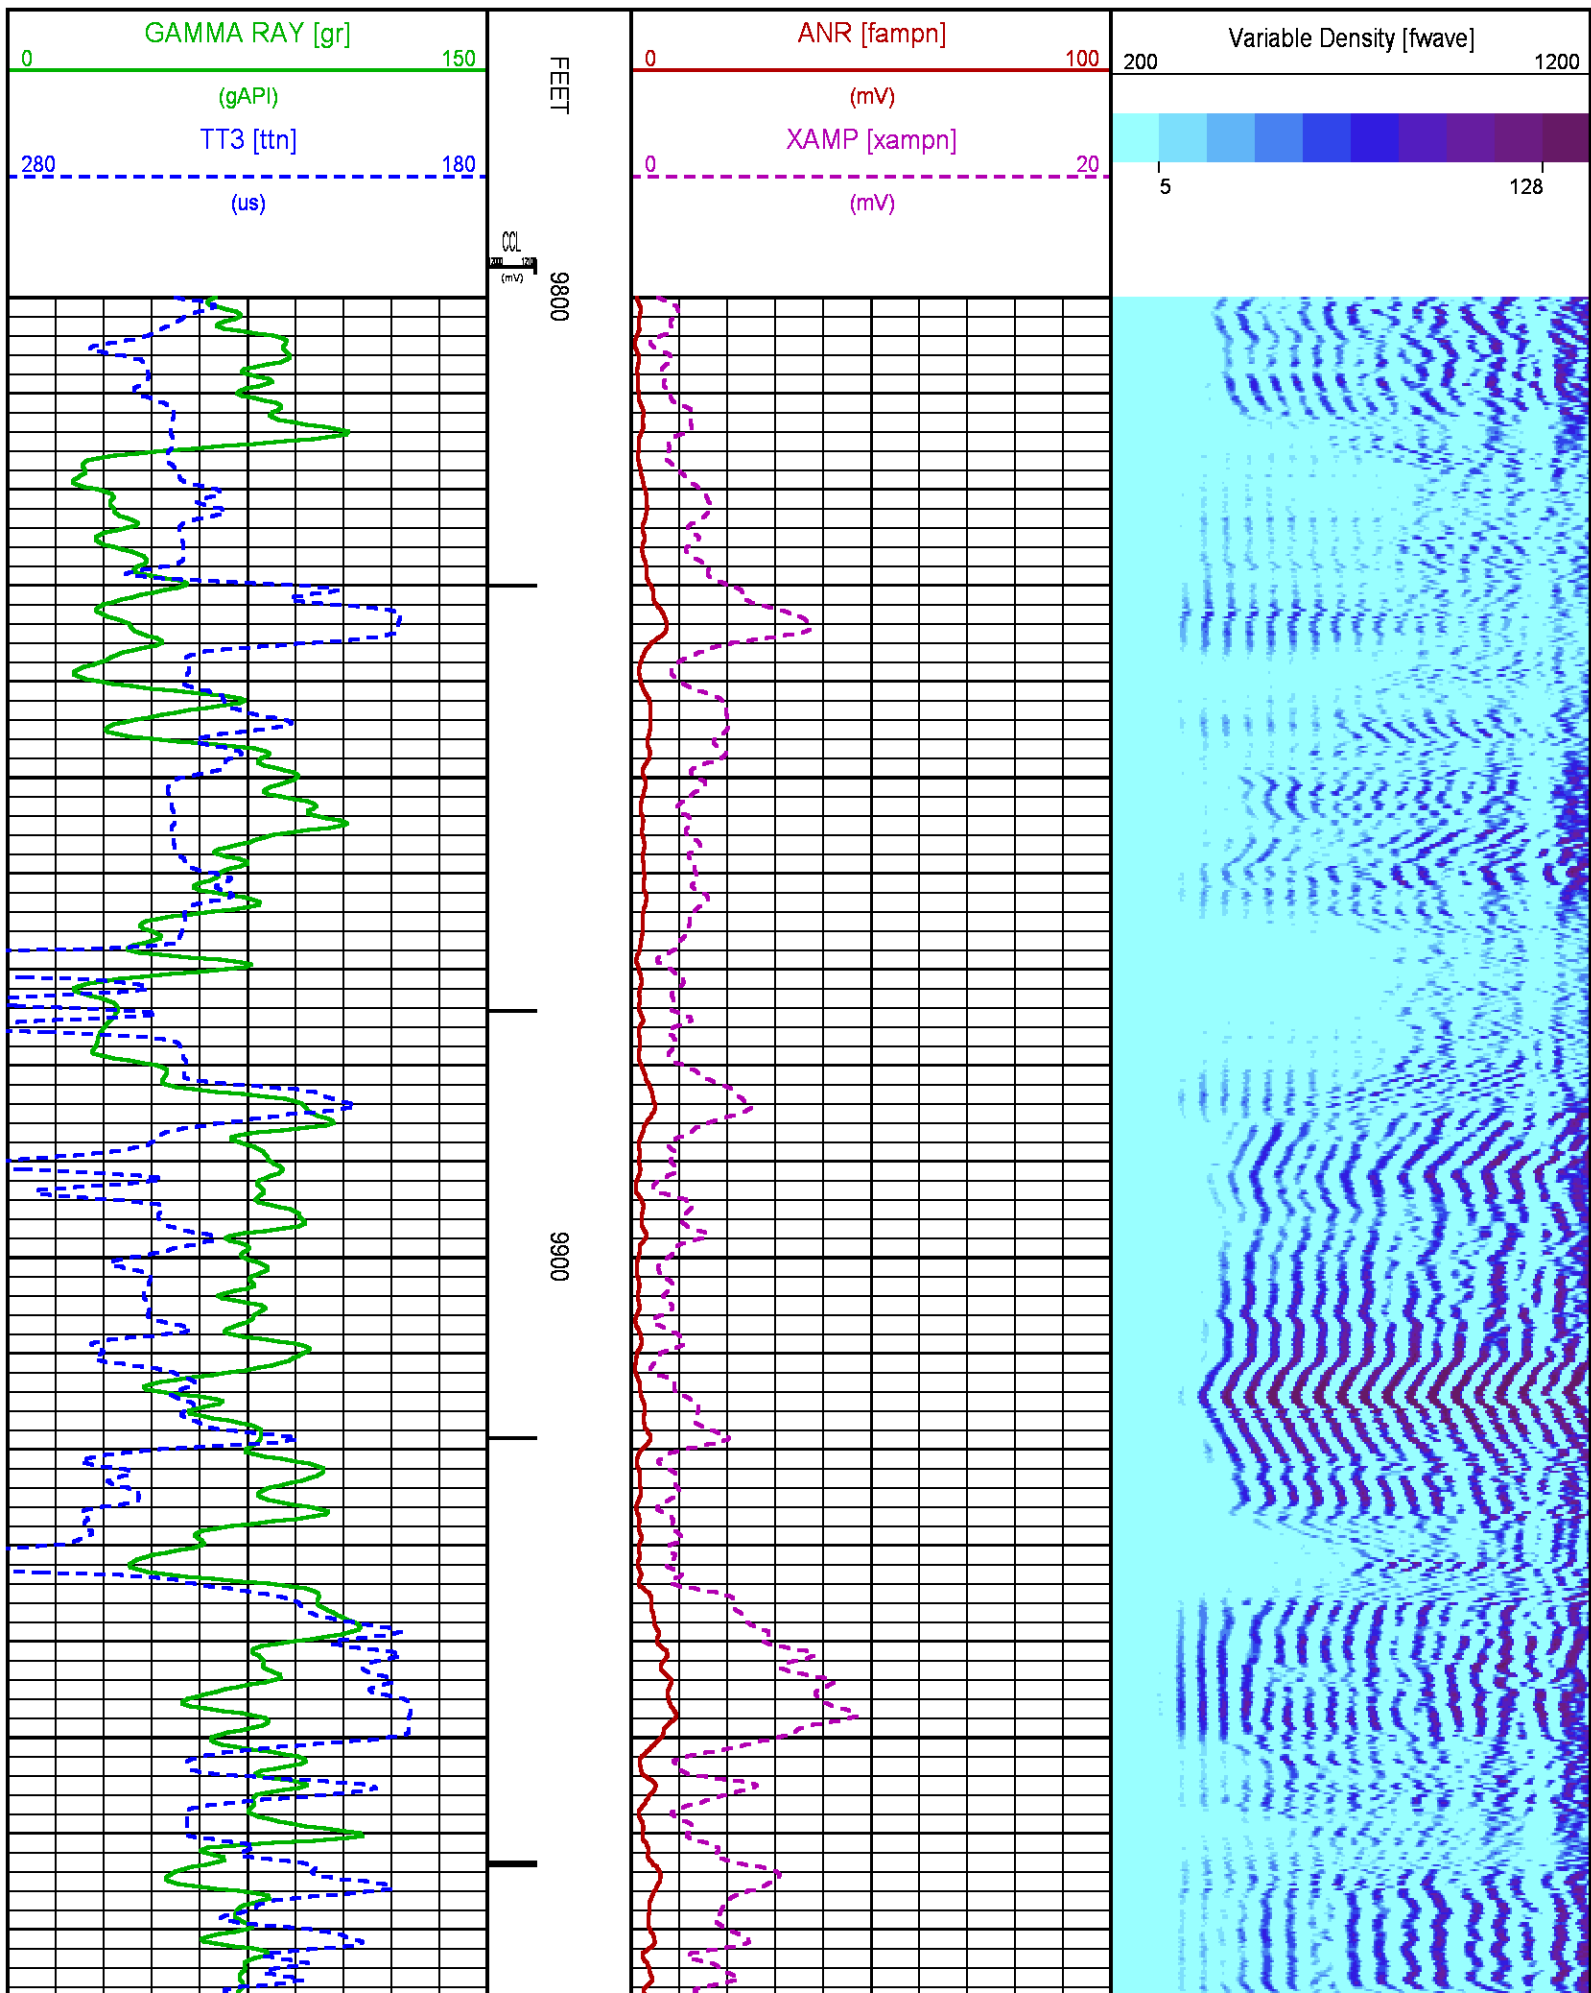 GAMMA RAY [gr]
0 150
(gAPI)
TT3 [ttn]
280 180
(us)
FEET
CCL
(mV)
ANR [fampn]
0 100
(mV)
XAMP [xampn]
0 20
(mV)
Variable Density [fwave]
200 1200
5 128
9800
9900